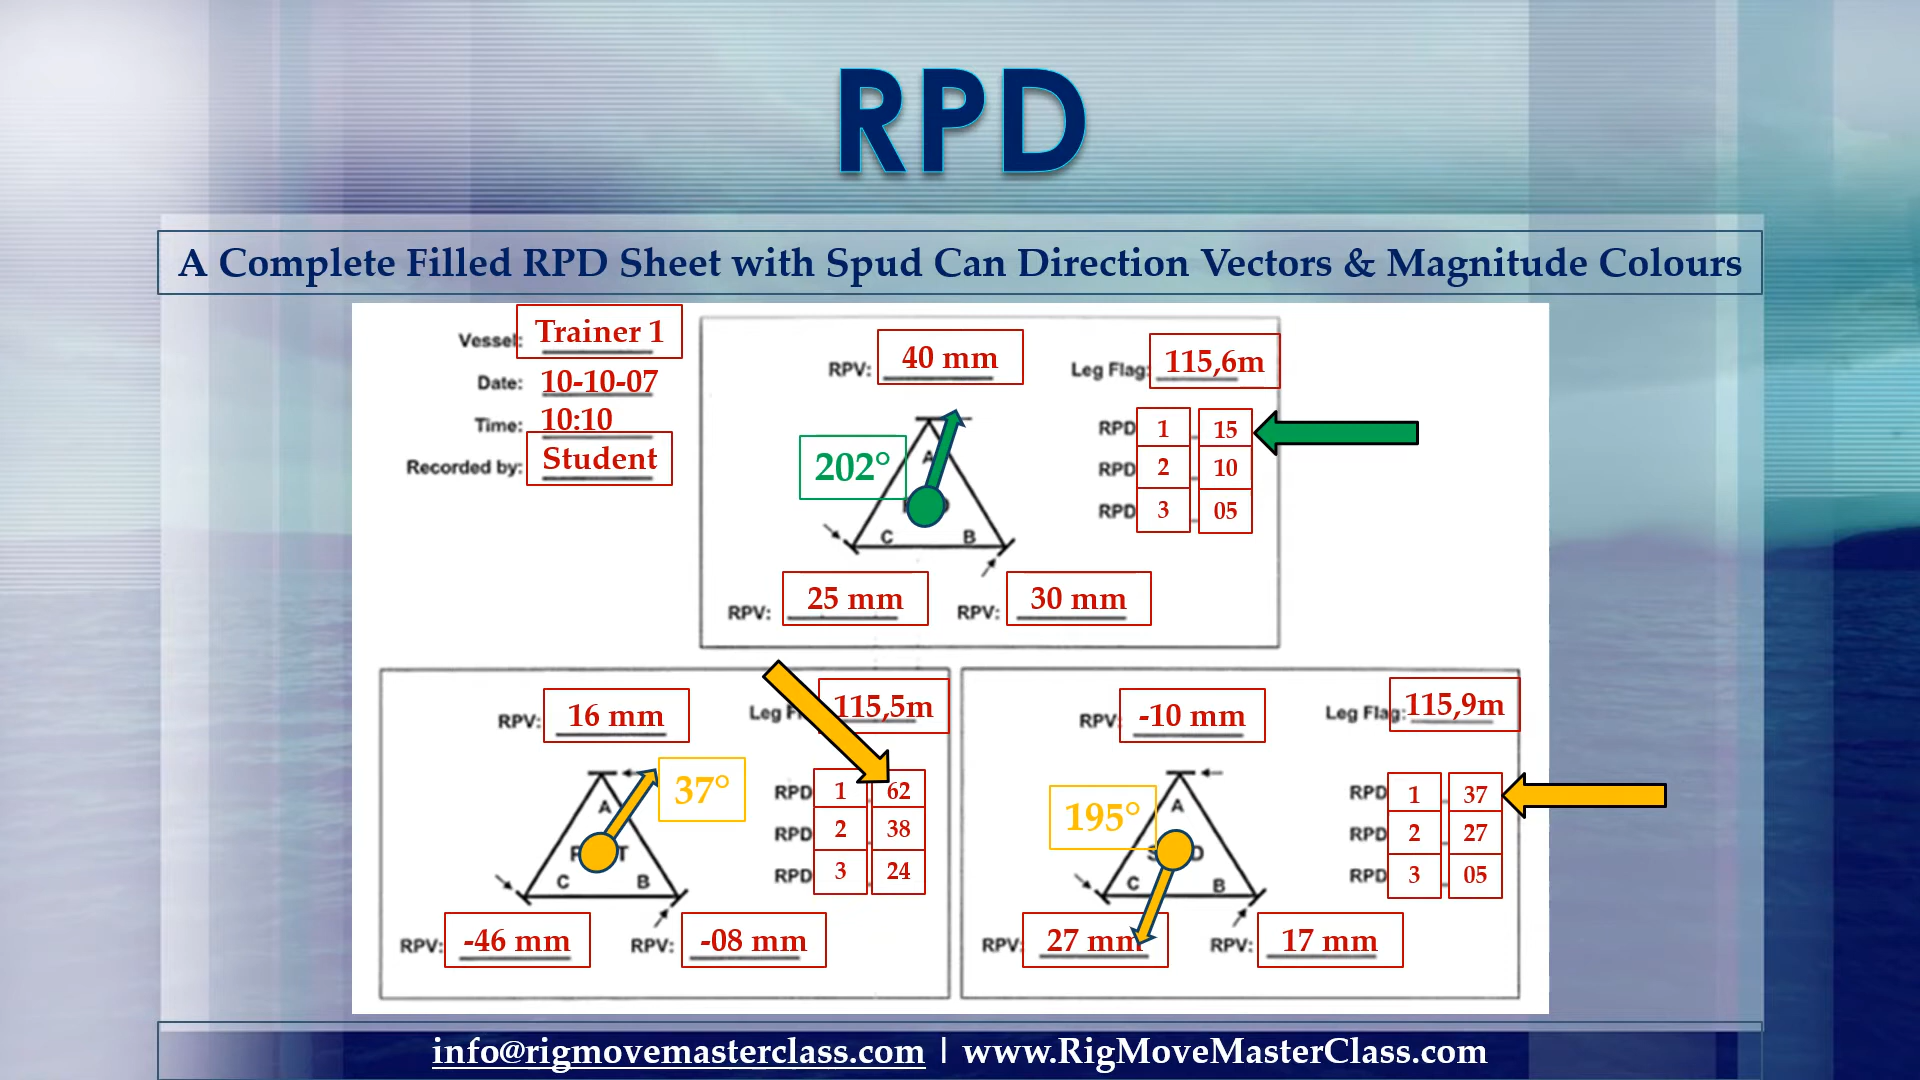 RPD
A Complete Filled RPD Sheet with Spud Can Direction Vectors & Magnitude Colours
Vessel: Trainer 1
Date: 10-10-07
Time: 10:10
Recorded by: Student
RPV: 40 mm
Leg Flag: 115,6m
202°
A
C
B
RPD 1 15
RPD 2 10
RPD 3 05
RPV: 25 mm
RPV: 30 mm
RPV: 16 mm
115,5m
37°
A
C
B
RPD 1 62
RPD 2 38
RPD 3 24
RPV: -46 mm
RPV: -08 mm
RPV: -10 mm
Leg Flag: 115,9m
195°
A
C
B
RPD 1 37
RPD 2 27
RPD 3 05
RPV: 27 mm
RPV: 17 mm
info@rigmovemasterclass.com | www.RigMoveMasterClass.com